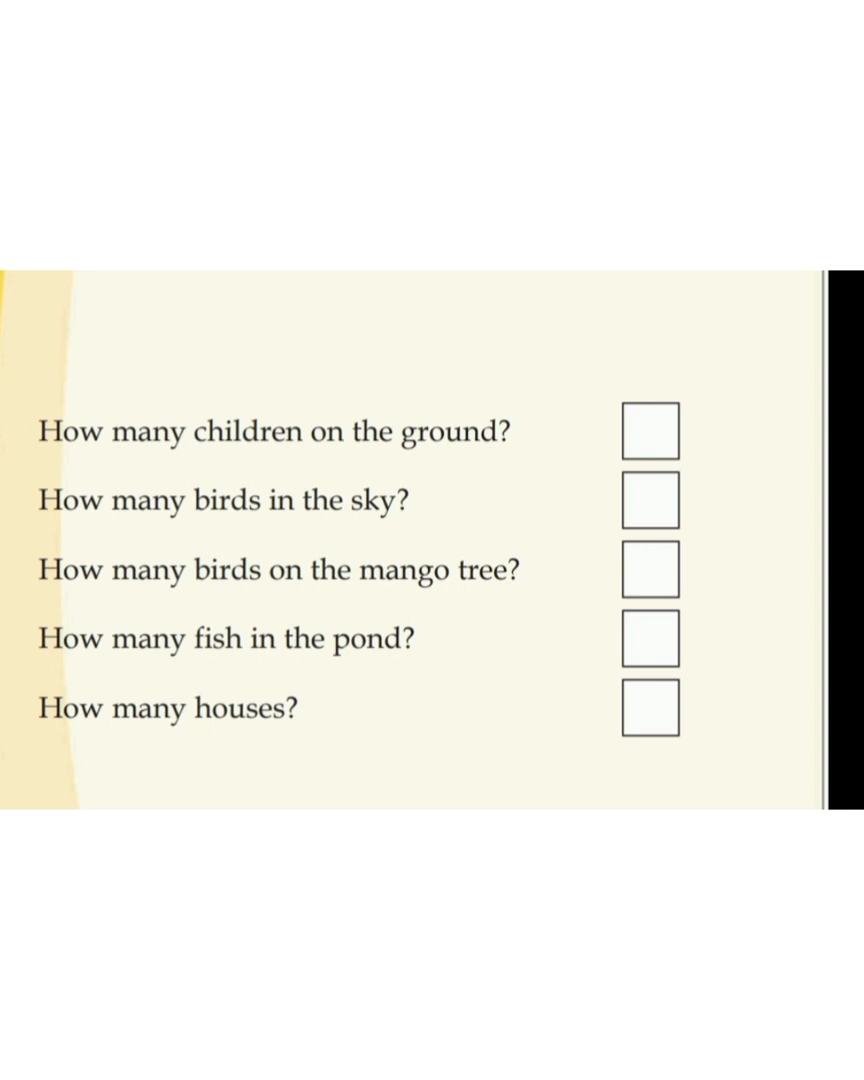 How many children on the ground?
How many birds in the sky?
How many birds on the mango tree?
How many fish in the pond?
How many houses?